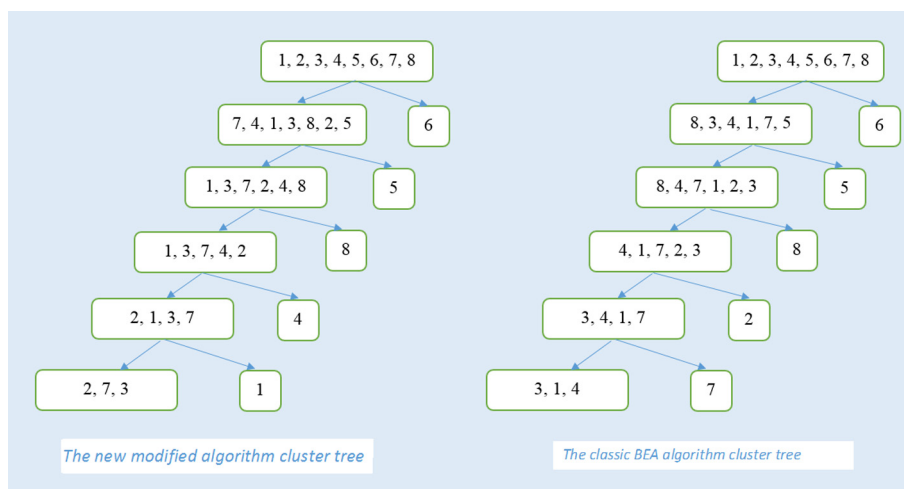 1, 2, 3, 4, 5, 6, 7, 8
7, 4, 1, 3, 8, 2, 5
6
1, 3, 7, 2, 4, 8
5
1, 3, 7, 4, 2
8
2, 1, 3, 7
4
2, 7, 3
1
The new modified algorithm cluster tree
1, 2, 3, 4, 5, 6, 7, 8
8, 3, 4, 1, 7, 5
6
8, 4, 7, 1, 2, 3
5
4, 1, 7, 2, 3
8
3, 4, 1, 7
2
3, 1, 4
7
The classic BEA algorithm cluster tree